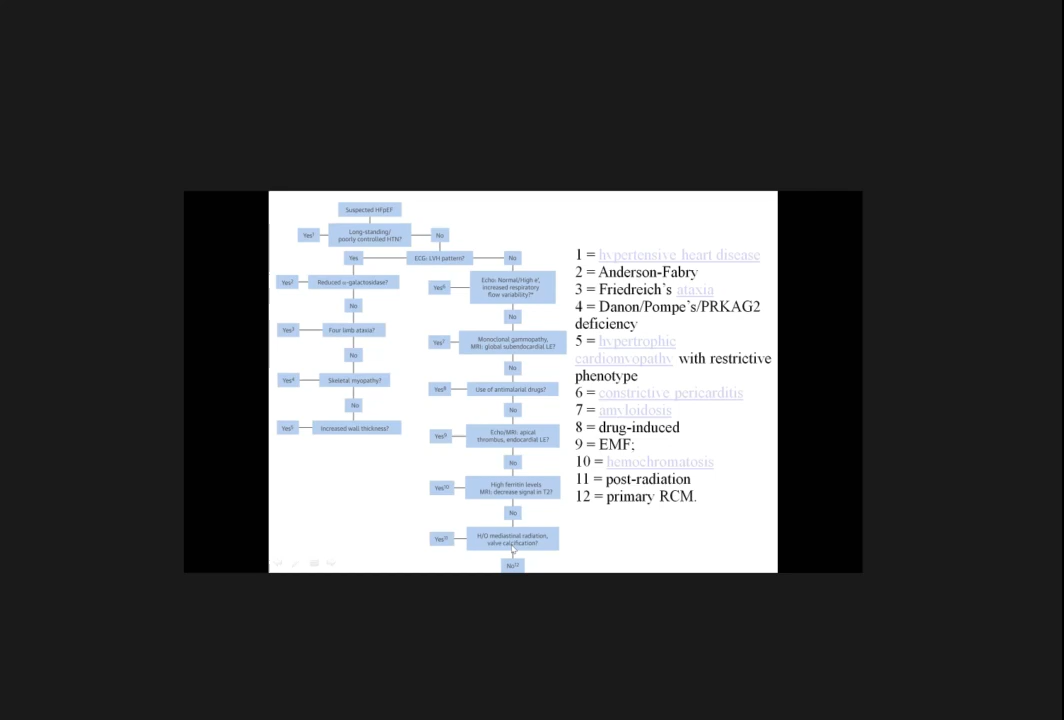 Suspected HFpEF
Long-standing/
poorly controlled HTN?
Yes¹
No
Yes
ECG: LVH pattern?
No
Yes²
Reduced α-galactosidase?
No
Yes³
Four limb ataxia?
No
Yes⁴
Skeletal myopathy?
No
Yes⁵
Increased wall thickness?
Yes⁶
Echo: Normal/High e',
increased respiratory
flow variability?*
No
Yes⁷
Monoclonal gammopathy,
MRI: global subendocardial LE?
No
Yes⁸
Use of antimalarial drugs?
No
Yes⁹
Echo/MRI: apical
thrombus, endocardial LE?
No
Yes¹⁰
High ferritin levels
MRI: decrease signal in T2?
No
Yes¹¹
H/O mediastinal radiation,
valve calcification?
No¹²
1 = hypertensive heart disease
2 = Anderson-Fabry
3 = Friedreich's ataxia
4 = Danon/Pompe's/PRKAG2
deficiency
5 = hypertrophic
cardiomyopathy with restrictive
phenotype
6 = constrictive pericarditis
7 = amyloidosis
8 = drug-induced
9 = EMF;
10 = hemochromatosis
11 = post-radiation
12 = primary RCM.